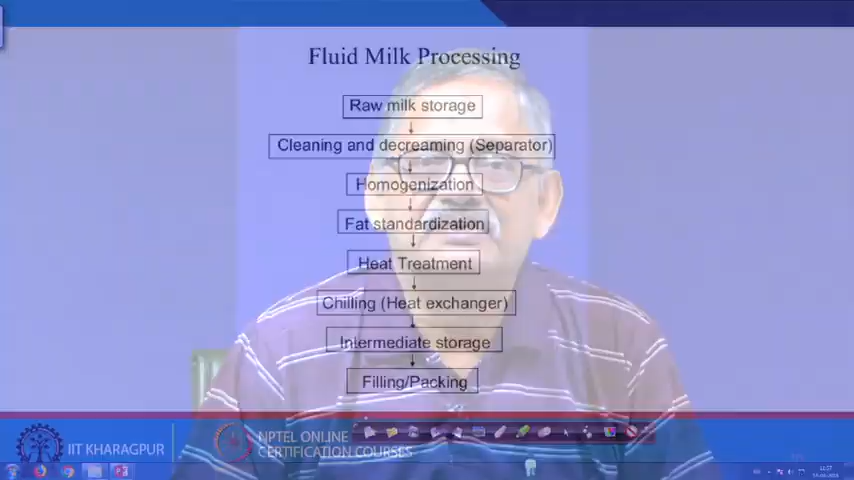 Fluid Milk Processing
Raw milk storage
Cleaning and decreaming (Separator)
Homogenization
Fat standardization
Heat Treatment
Chilling (Heat exchanger)
Intermediate storage
Filling/Packing
IIT KHARAGPUR
NPTEL ONLINE
CERTIFICATION COURSES